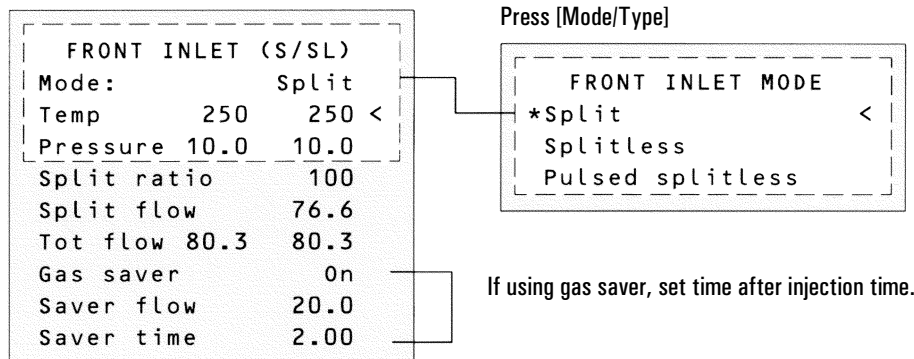 FRONT INLET (S/SL)
Mode: Split
Temp 250 250 <
Pressure 10.0 10.0
Split ratio 100
Split flow 76.6
Tot flow 80.3 80.3
Gas saver On
Saver flow 20.0
Saver time 2.00
Press [Mode/Type]
FRONT INLET MODE
*Split <
Splitless
Pulsed splitless
If using gas saver, set time after injection time.